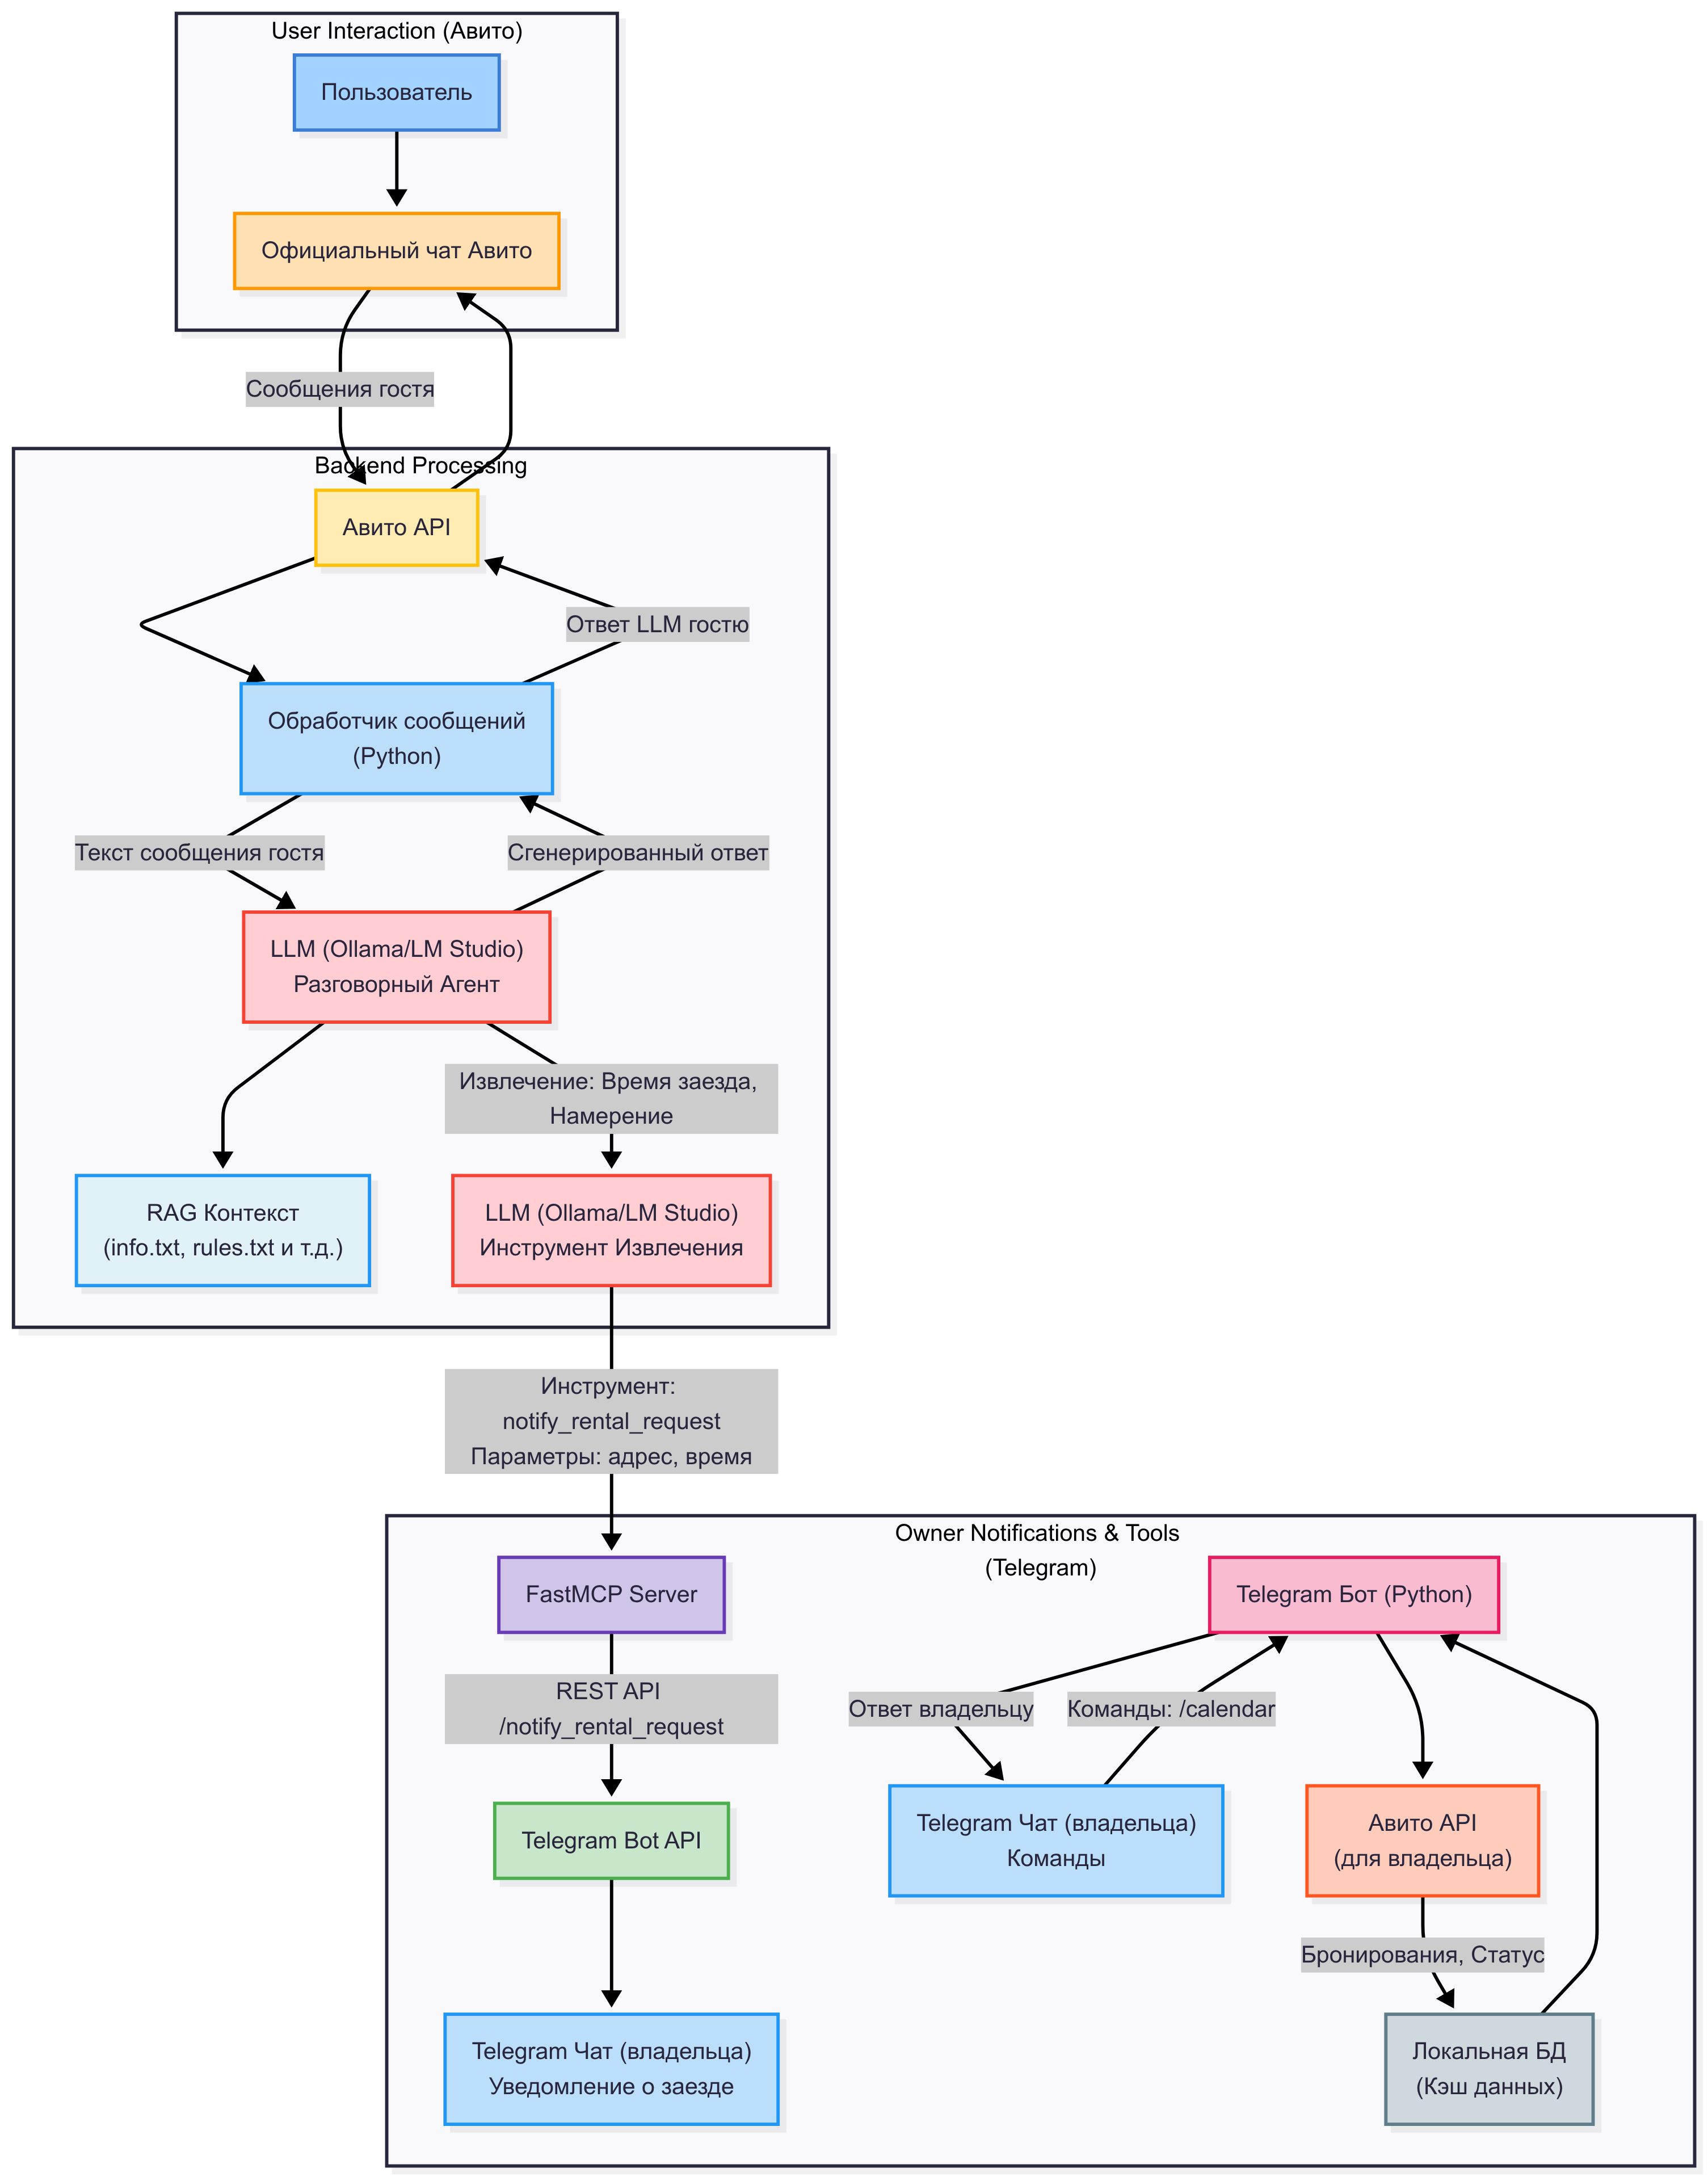 User Interaction (Авито)
Пользователь
Официальный чат Авито
Сообщения гостя
Backend Processing
Авито API
Ответ LLM гостю
Обработчик сообщений
(Python)
Текст сообщения гостя
Сгенерированный ответ
LLM (Ollama/LM Studio)
Разговорный Агент
Извлечение: Время заезда,
Намерение
RAG Контекст
(info.txt, rules.txt и т.д.)
LLM (Ollama/LM Studio)
Инструмент Извлечения
Инструмент:
notify_rental_request
Параметры: адрес, время
Owner Notifications & Tools
(Telegram)
FastMCP Server
Telegram Бот (Python)
REST API
/notify_rental_request
Ответ владельцу
Команды: /calendar
Telegram Bot API
Telegram Чат (владельца)
Команды
Авито API
(для владельца)
Бронирования, Статус
Telegram Чат (владельца)
Уведомление о заезде
Локальная БД
(Кэш данных)